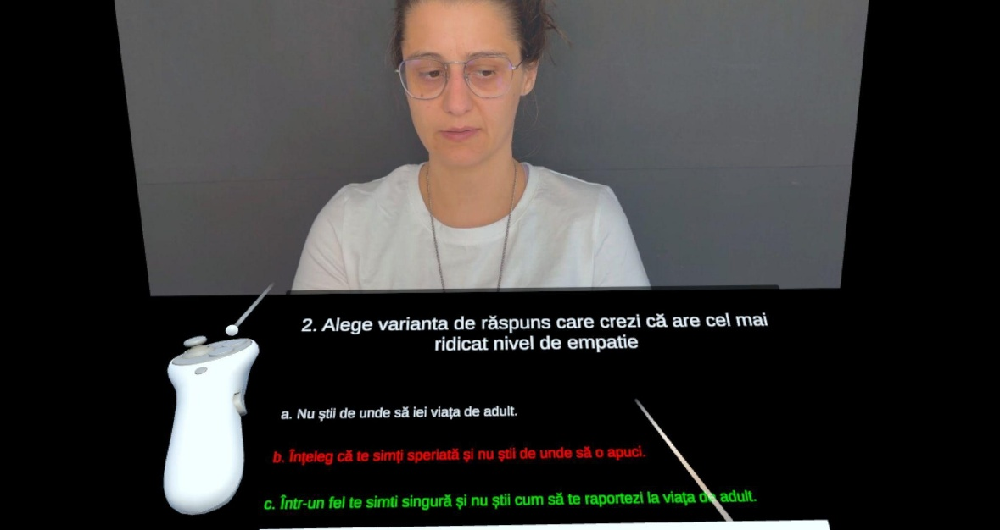 2. Alege varianta de răspuns care crezi că are cel mai
ridicat nivel de empatie
a. Nu știi de unde să iei viața de adult.
b. Înțeleg că te simți speriată și nu știi de unde să o apuci.
c. Într-un fel te simti singură și nu știi cum să te raportezi la viața de adult.